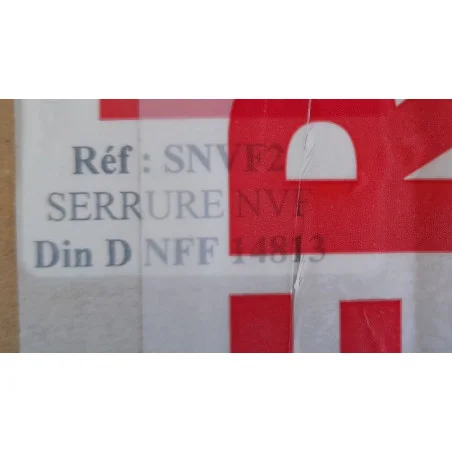 Réf : SNVF2
SERRURE NVF
Din D NFF 14813